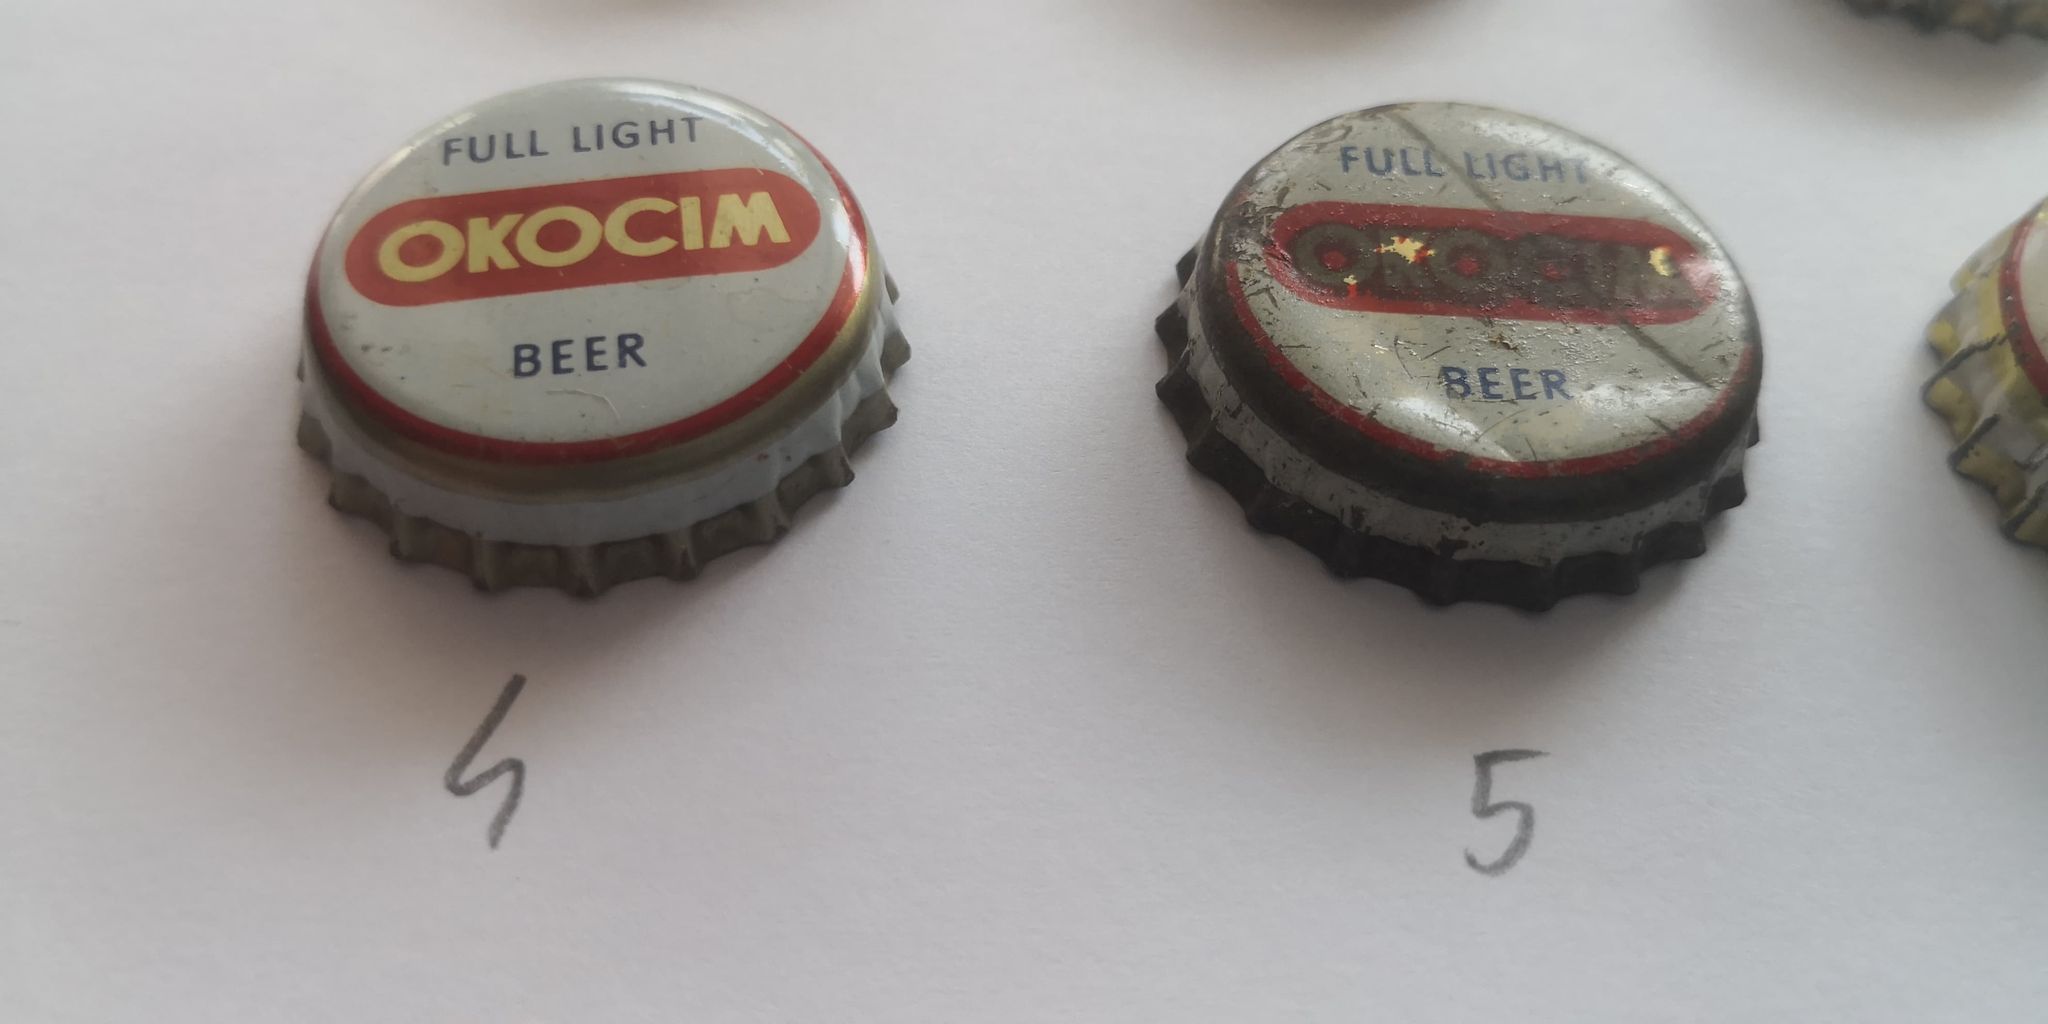 FULL LIGHT
OKOCIM
BEER
4
FULL LIGHT
OKOCIM
BEER
5